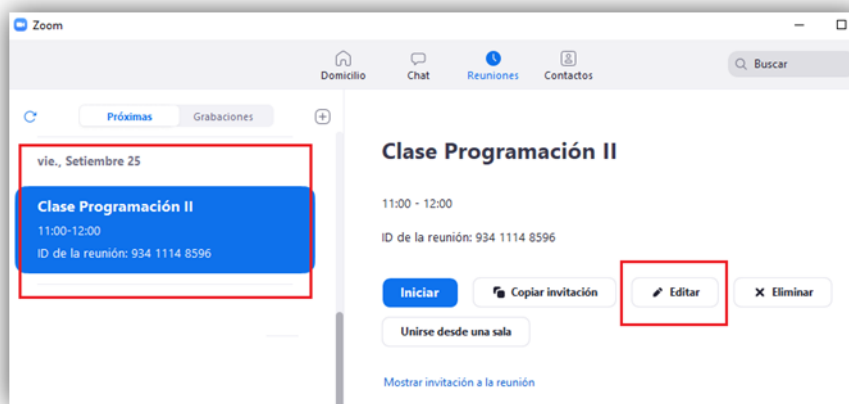 Zoom
Domicilio Chat Reuniones Contactos
Buscar
Próximas Grabaciones
vie., Setiembre 25
Clase Programación II
11:00-12:00
ID de la reunión: 934 1114 8596
Clase Programación II
11:00 - 12:00
ID de la reunión: 934 1114 8596
Iniciar Copiar invitación Editar Eliminar
Unirse desde una sala
Mostrar invitación a la reunión